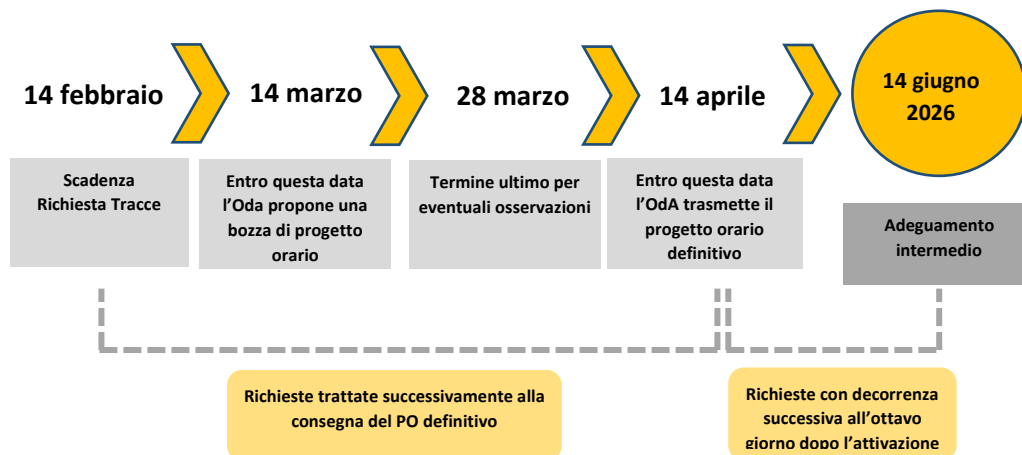 14 febbraio
14 marzo
28 marzo
14 aprile
14 giugno
2026
Scadenza
Richiesta Tracce
Entro questa data
l'Oda propone una
bozza di progetto
orario
Termine ultimo per
eventuali osservazioni
Entro questa data
l'OdA trasmette il
progetto orario
definitivo
Adeguamento
intermedio
Richieste trattate successivamente alla
consegna del PO definitivo
Richieste con decorrenza
successiva all'ottavo
giorno dopo l'attivazione